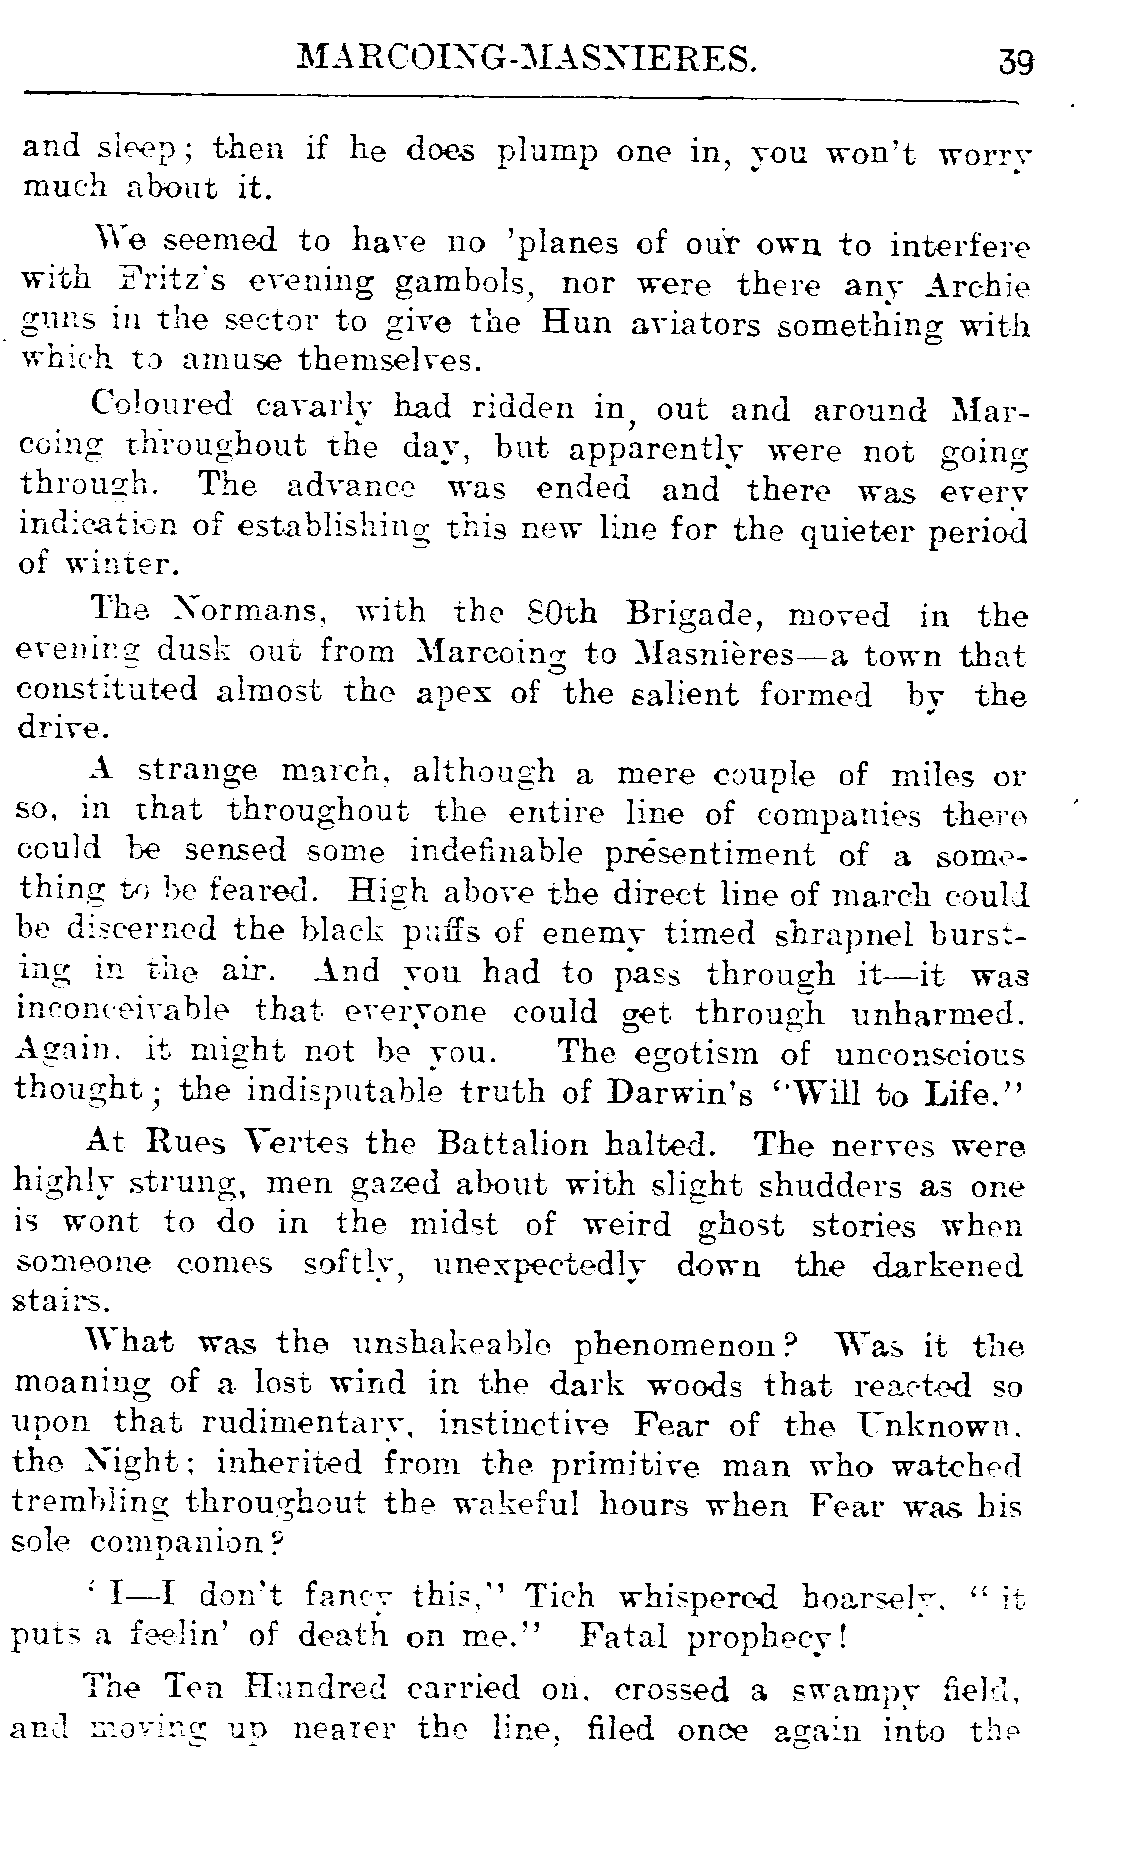 MARCOING-MASNIERES. 39
and sleep; then if he does plump one in, you won't worry
much about it.
We seemed to have no 'planes of our own to interfere
with Fritz's evening gambols, nor were there any Archie
guns in the sector to give the Hun aviators something with
which to amuse themselves.
Coloured cavarly had ridden in, out and around Mar-
coing throughout the day, but apparently were not going
through. The advance was ended and there was every
indication of establishing this new line for the quieter period
of winter.
The Normans, with the 80th Brigade, moved in the
evening dusk out from Marcoing to Masnières—a town that
constituted almost the apex of the salient formed by the
drive.
A strange march, although a mere couple of miles or
so, in that throughout the entire line of companies there
could be sensed some indefinable presentiment of a some-
thing to be feared. High above the direct line of march could
be discerned the black puffs of enemy timed shrapnel burst-
ing in the air. And you had to pass through it—it was
inconceivable that everyone could get through unharmed.
Again, it might not be you. The egotism of unconscious
thought; the indisputable truth of Darwin's "Will to Life."
At Rues Vertes the Battalion halted. The nerves were
highly strung, men gazed about with slight shudders as one
is wont to do in the midst of weird ghost stories when
someone comes softly, unexpectedly down the darkened
stairs.
What was the unshakeable phenomenon? Was it the
moaning of a lost wind in the dark woods that reacted so
upon that rudimentary, instinctive Fear of the Unknown,
the Night; inherited from the primitive man who watched
trembling throughout the wakeful hours when Fear was his
sole companion?
' I—I don't fancy this," Tich whispered hoarsely. " it
puts a feelin' of death on me." Fatal prophecy!
The Ten Hundred carried on, crossed a swampy field,
and moving up nearer the line, filed once again into the